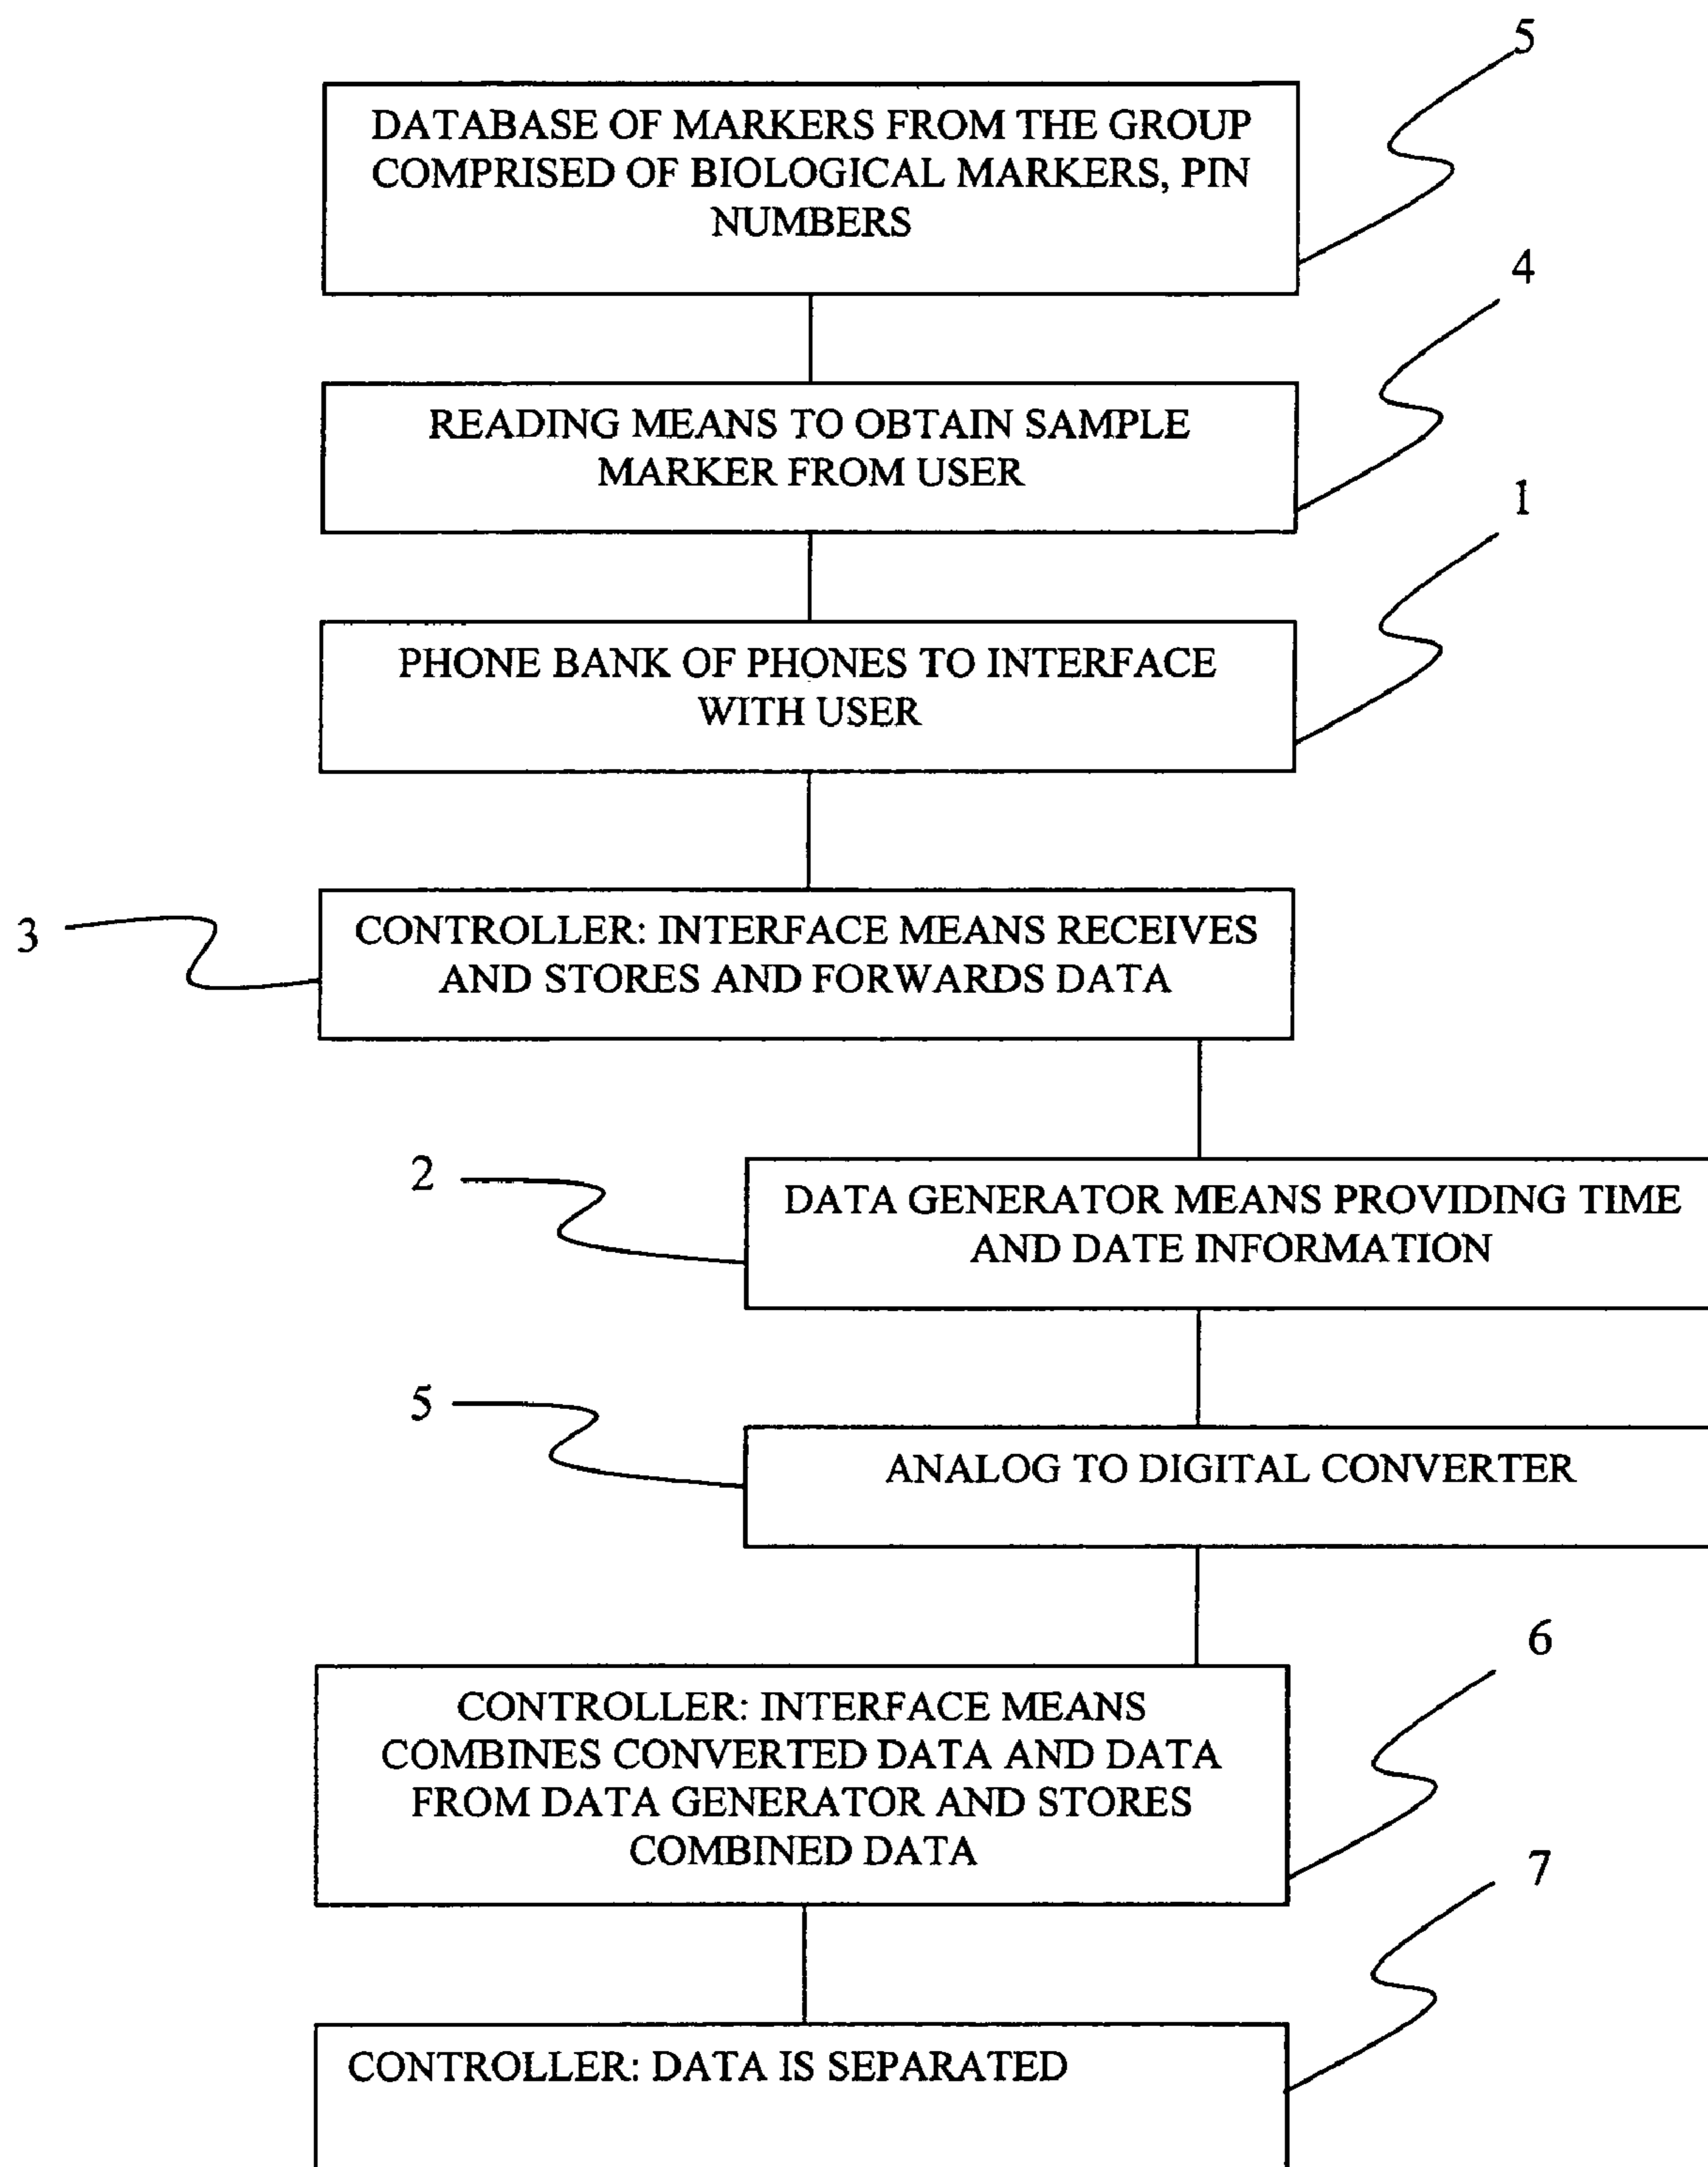 5
DATABASE OF MARKERS FROM THE GROUP
COMPRISED OF BIOLOGICAL MARKERS, PIN
NUMBERS
4
READING MEANS TO OBTAIN SAMPLE
MARKER FROM USER
1
PHONE BANK OF PHONES TO INTERFACE
WITH USER
3
CONTROLLER: INTERFACE MEANS RECEIVES
AND STORES AND FORWARDS DATA
2
DATA GENERATOR MEANS PROVIDING TIME
AND DATE INFORMATION
5
ANALOG TO DIGITAL CONVERTER
6
CONTROLLER: INTERFACE MEANS
COMBINES CONVERTED DATA AND DATA
FROM DATA GENERATOR AND STORES
COMBINED DATA
7
CONTROLLER: DATA IS SEPARATED